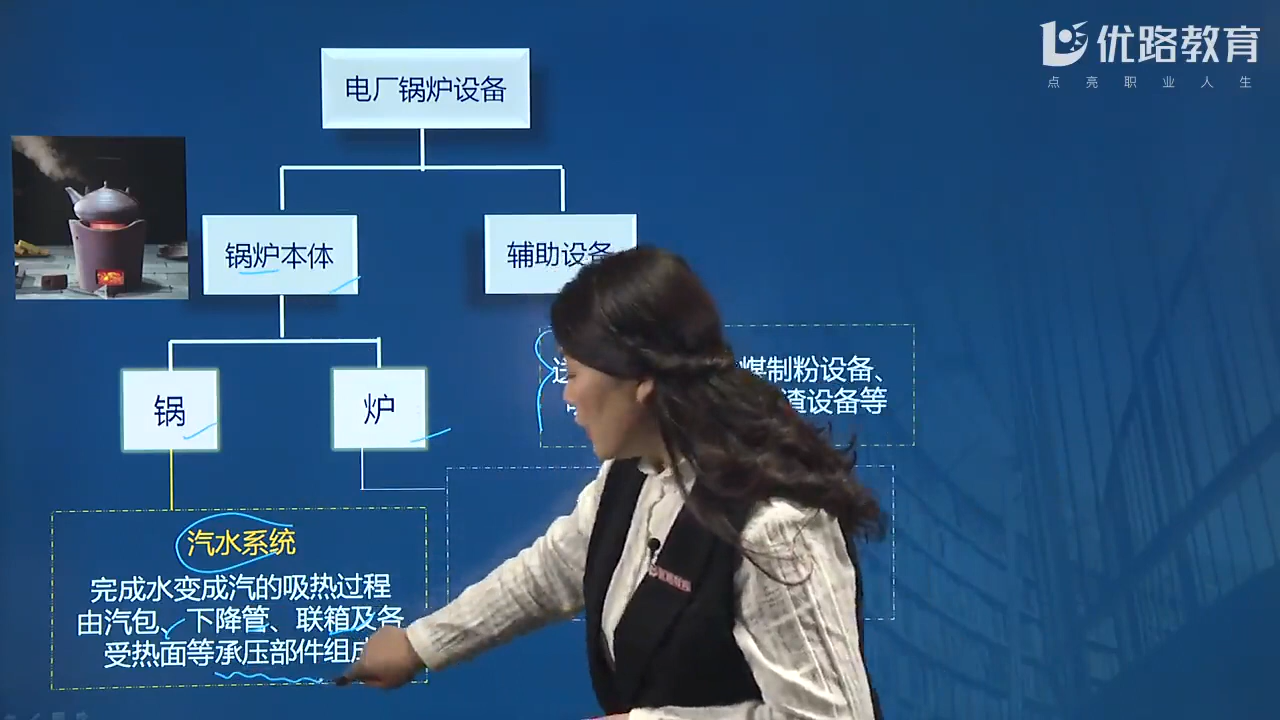 优路教育
点亮职业人生
电厂锅炉设备
锅炉本体
辅助设备
锅
炉
煤制粉设备、
渣设备等
汽水系统
完成水变成汽的吸热过程
由汽包、下降管、联箱及各
受热面等承压部件组成